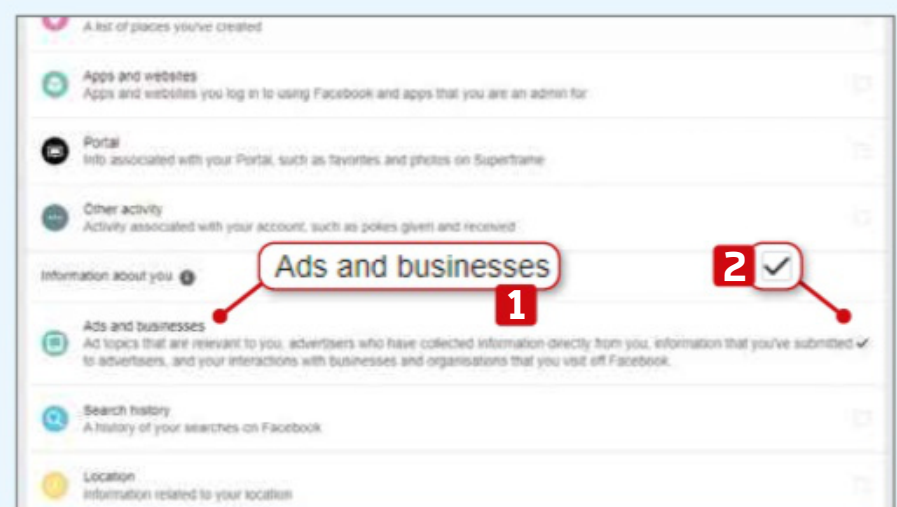 A list of places you've created
Apps and websites
Apps and websites you log in to using Facebook and apps that you are an admin for
Portal
Info associated with your Portal, such as favorites and photos on Superframe
Other activity
Activity associated with your account, such as pokes given and received
Information about you
Ads and businesses
1
2
Ads and businesses
Ad topics that are relevant to you, advertisers who have collected information directly from you, information that you've submitted
to advertisers, and your interactions with businesses and organisations that you visit off Facebook.
Search history
A history of your searches on Facebook
Location
Information related to your location